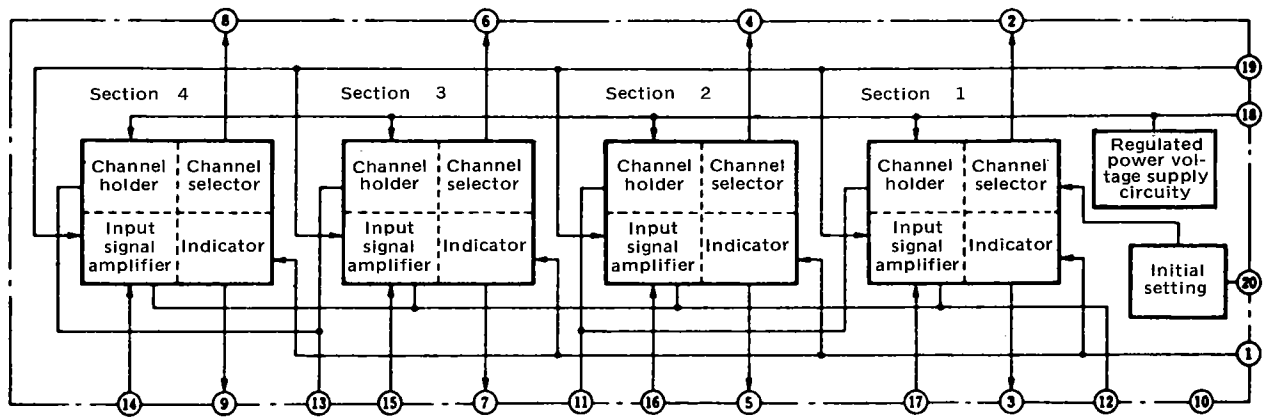 8
6
4
2
19
Section 4
Section 3
Section 2
Section 1
18
Channel holder
Channel selector
Input signal amplifier
Indicator
Channel holder
Channel selector
Input signal amplifier
Indicator
Channel holder
Channel selector
Input signal amplifier
Indicator
Channel holder
Channel selector
Input signal amplifier
Indicator
Regulated
power vol-
tage supply
circuity
Initial
setting
20
1
14
9
13
15
7
11
16
5
17
3
12
10